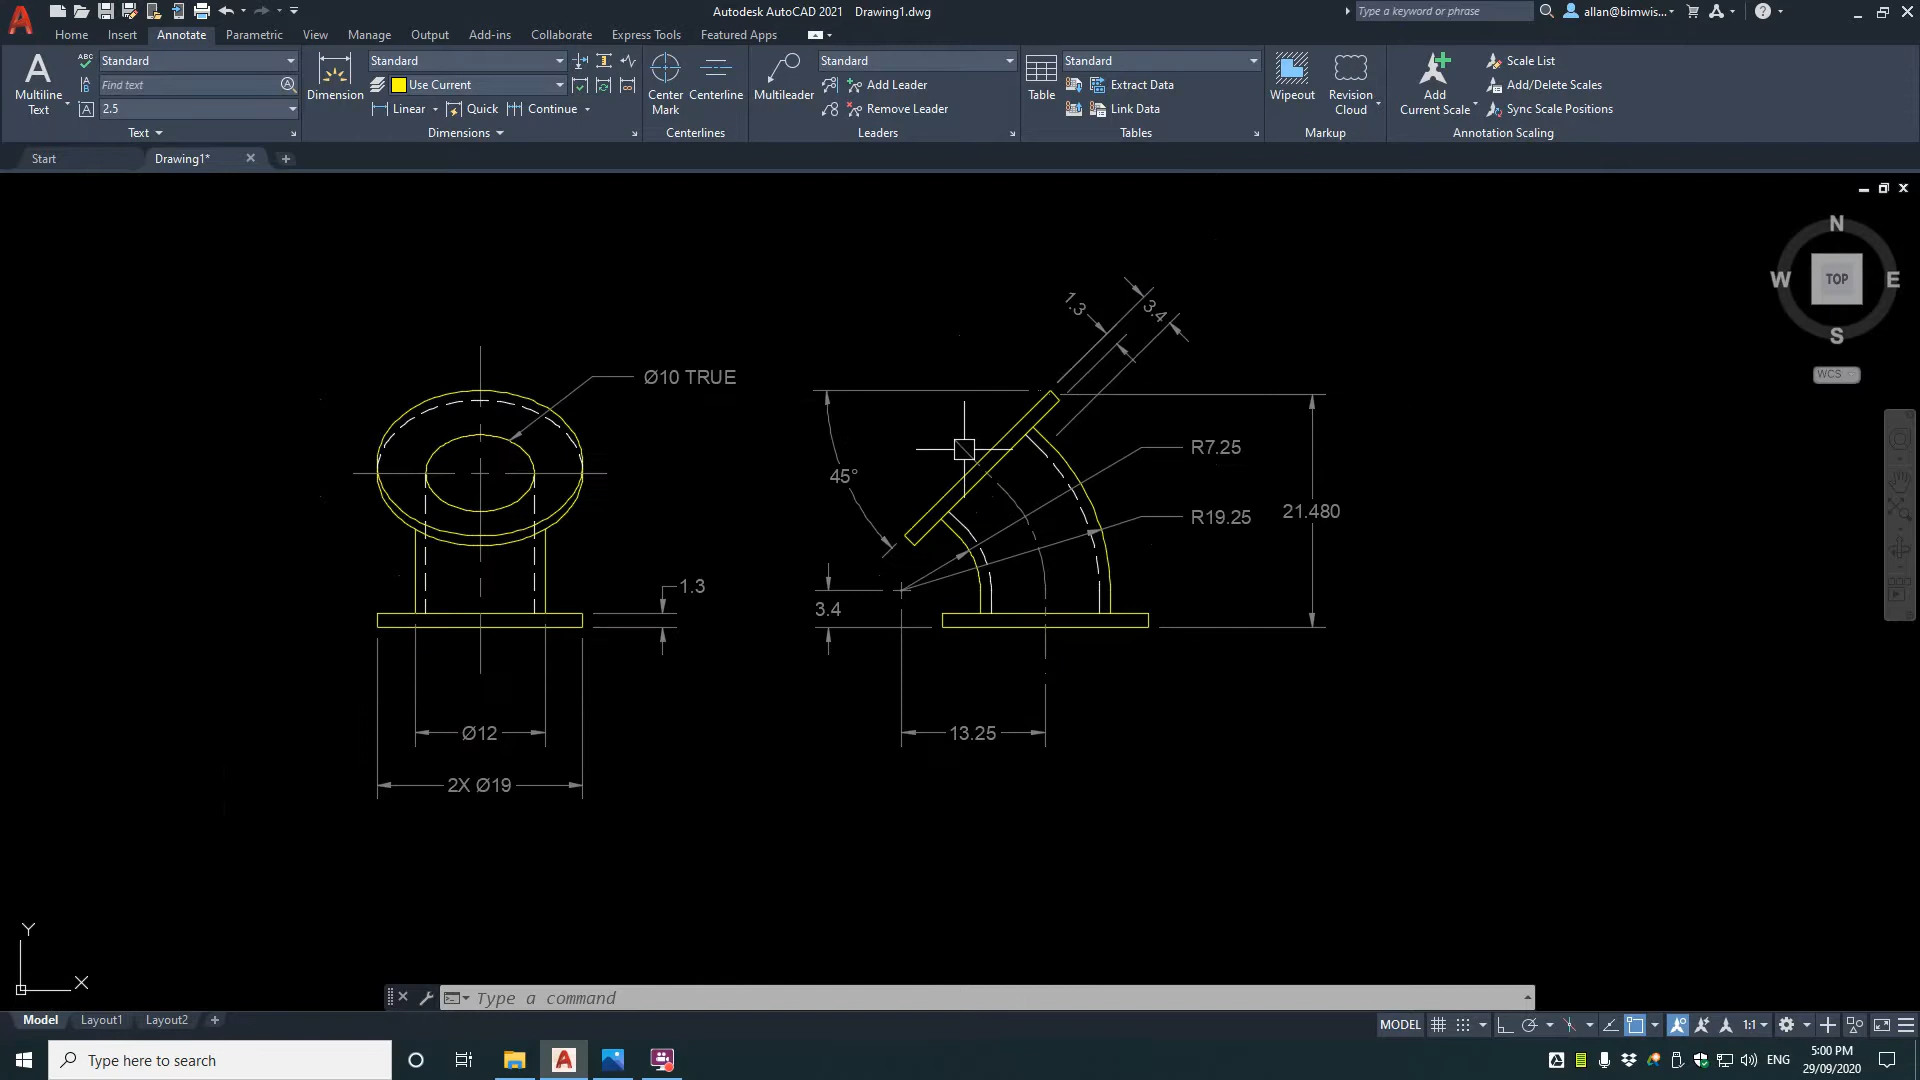 Autodesk AutoCAD 2021 Drawing1.dwg
Type a keyword or phrase
allan@bimwis...
Home Insert Annotate Parametric View Manage Output Add-ins Collaborate Express Tools Featured Apps
Multiline Text
ABC
Standard
Find text
2.5
Text
Dimension
Standard
Use Current
Linear Quick Continue
Dimensions
Center Mark
Centerline
Centerlines
Multileader
Standard
Add Leader
Remove Leader
Leaders
Table
Standard
Extract Data
Link Data
Tables
Wipeout
Revision Cloud
Markup
Add Current Scale
Scale List
Add/Delete Scales
Sync Scale Positions
Annotation Scaling
Start Drawing1*
N
W TOP E
S
WCS
Ø10 TRUE
1.3
Ø12
2X Ø19
1.3
3.4
45°
R7.25
R19.25
21.480
3.4
13.25
Y
X
Type a command
Model Layout1 Layout2
MODEL 1:1
Type here to search
ENG
5:00 PM
29/09/2020